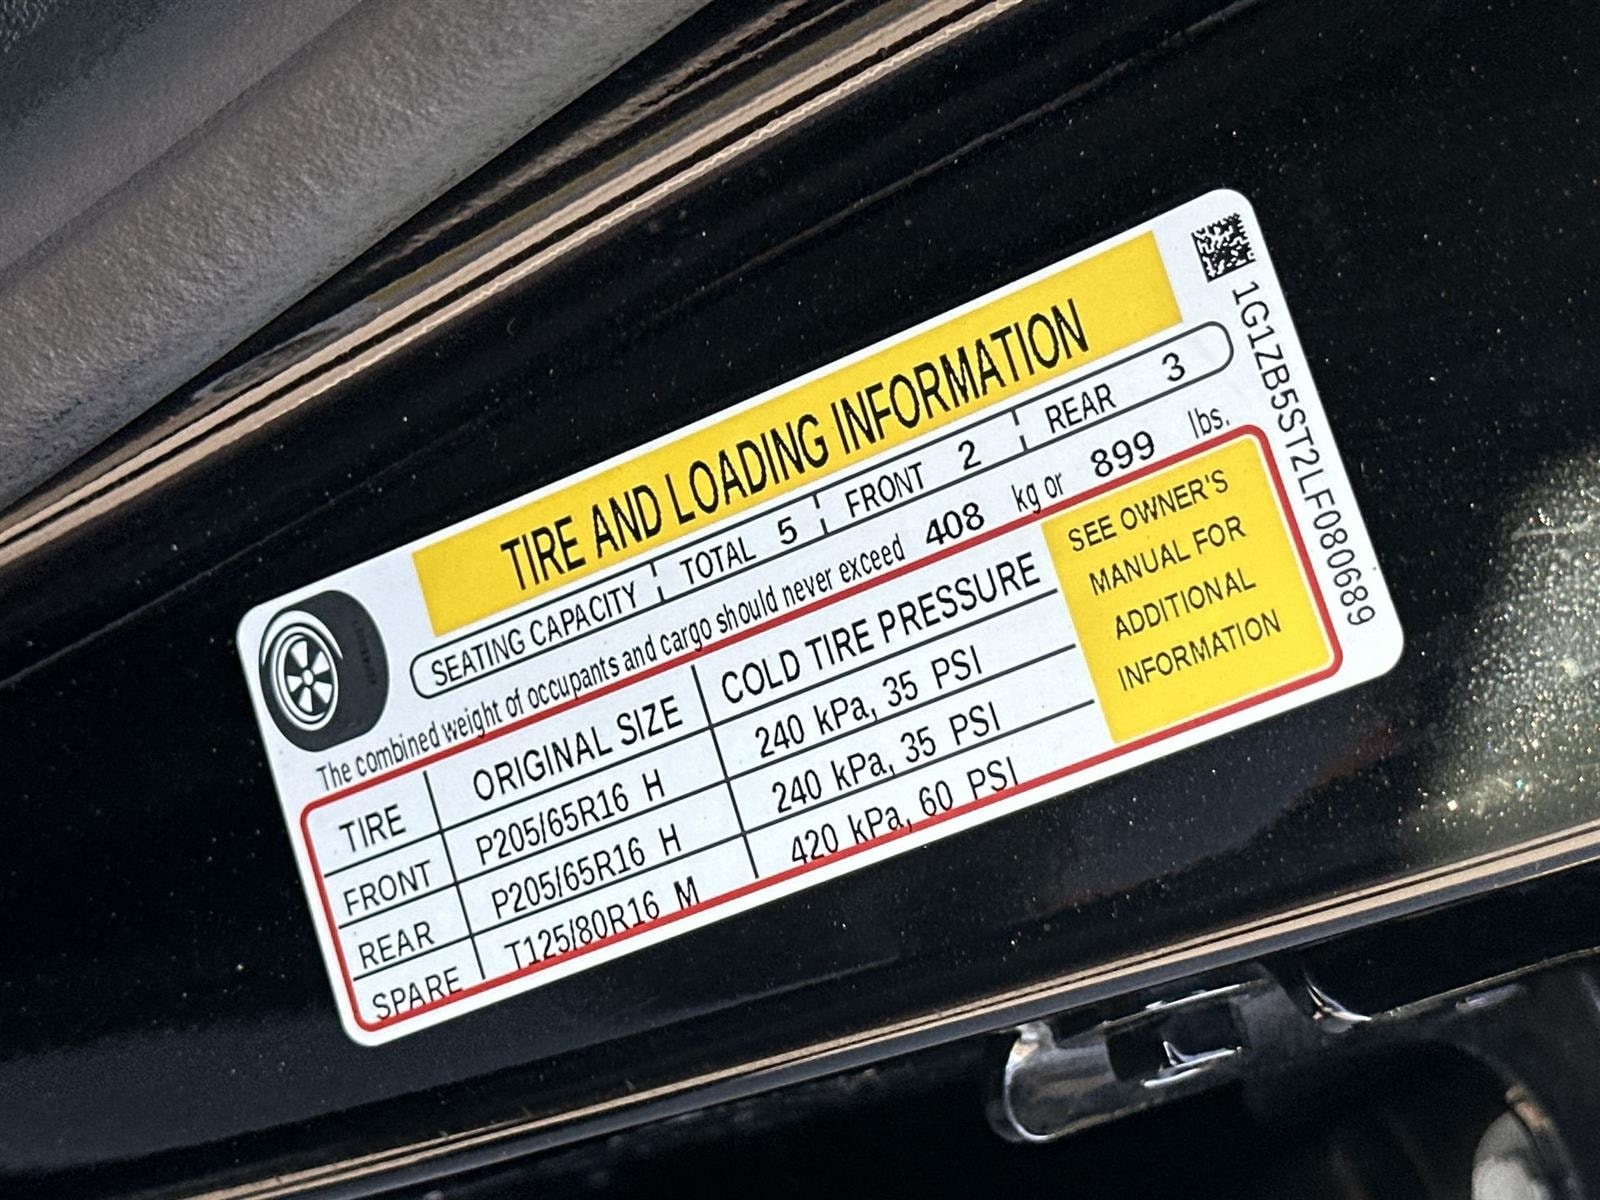 TIRE AND LOADING INFORMATION
SEATING CAPACITY TOTAL 5 FRONT 2 REAR 3
The combined weight of occupants and cargo should never exceed 408 kg or 899 lbs.
TIRE ORIGINAL SIZE COLD TIRE PRESSURE
FRONT P205/65R16 H 240 kPa, 35 PSI
REAR P205/65R16 H 240 kPa, 35 PSI
SPARE T125/80R16 M 420 kPa, 60 PSI
SEE OWNER'S
MANUAL FOR
ADDITIONAL
INFORMATION
1G1ZB5ST2LF080689